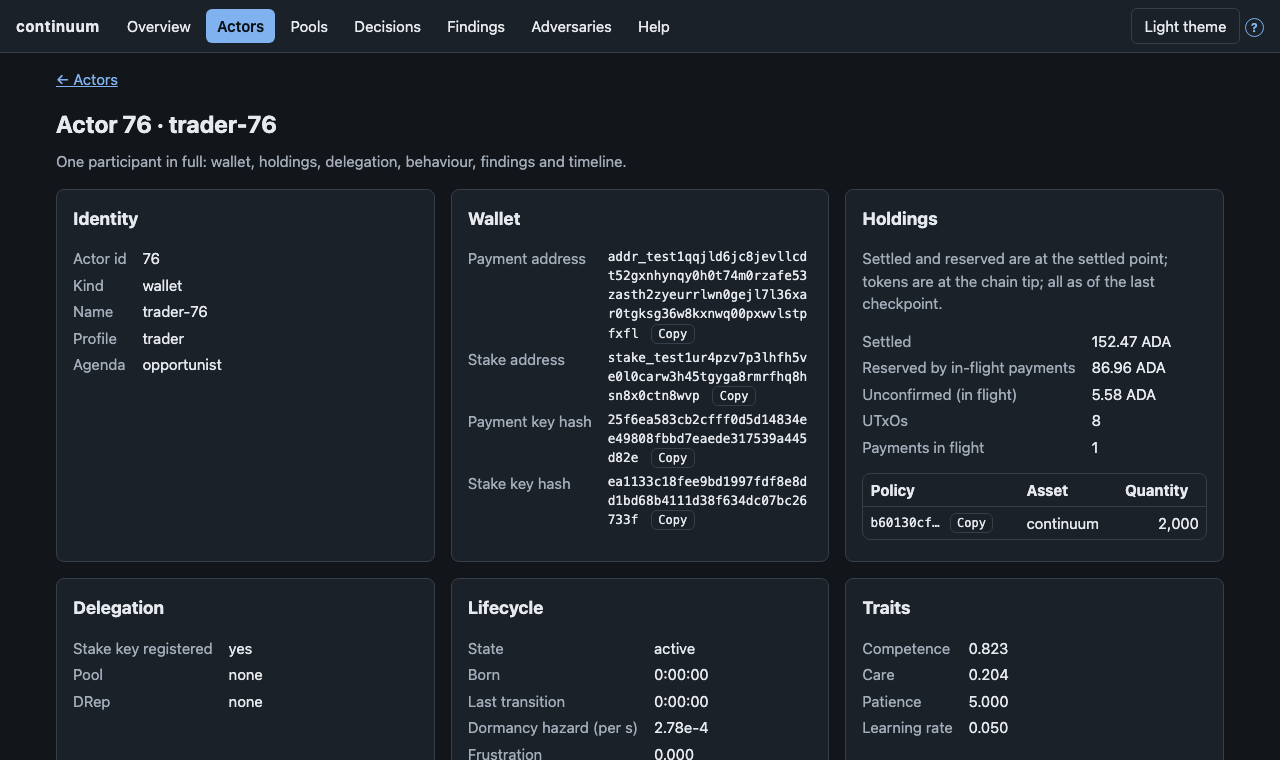 continuum Overview Actors Pools Decisions Findings Adversaries Help Light theme ?
← Actors
Actor 76 · trader-76
One participant in full: wallet, holdings, delegation, behaviour, findings and timeline.
Identity
Actor id 76
Kind wallet
Name trader-76
Profile trader
Agenda opportunist
Wallet
Payment address addr_test1qqjld6jc8jevllcd
t52gxnhynqy0h0t74m0rzafe53
zasth2zyeurrlwn0gejl7l36xa
r0tgksg36w8kxnwq00pxwvlstp
fxfl Copy
Stake address stake_test1ur4pzv7p3lhfh5v
e0l0carw3h45tgyga8rmrfhq8h
sn8x0ctn8wvp Copy
Payment key hash 25f6ea583cb2cfff0d5d14834e
e49808fbbd7eaede317539a445
d82e Copy
Stake key hash ea1133c18fee9bd1997fdf8e8d
d1bd68b4111d38f634dc07bc26
733f Copy
Holdings
Settled and reserved are at the settled point;
tokens are at the chain tip; all as of the last
checkpoint.
Settled 152.47 ADA
Reserved by in-flight payments 86.96 ADA
Unconfirmed (in flight) 5.58 ADA
UTxOs 8
Payments in flight 1
Policy Asset Quantity
b60130cf… Copy continuum 2,000
Delegation
Stake key registered yes
Pool none
DRep none
Lifecycle
State active
Born 0:00:00
Last transition 0:00:00
Dormancy hazard (per s) 2.78e-4
Frustration 0.000
Traits
Competence 0.823
Care 0.204
Patience 5.000
Learning rate 0.050